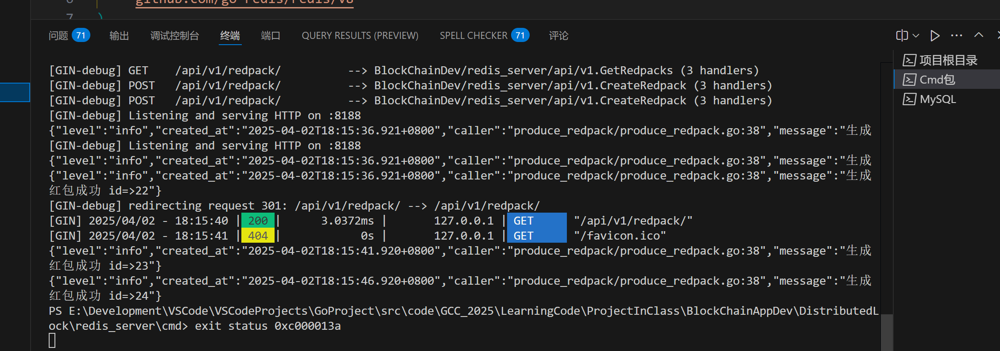 6 github.com/go-redis/redis/v8
7 )
问题 71 输出 调试控制台 终端 端口 QUERY RESULTS (PREVIEW) SPELL CHECKER 71 评论
项目根目录
Cmd包
MySQL
[GIN-debug] GET    /api/v1/redpack/          --> BlockChainDev/redis_server/api/v1.GetRedpacks (3 handlers)
[GIN-debug] POST   /api/v1/redpack/          --> BlockChainDev/redis_server/api/v1.CreateRedpack (3 handlers)
[GIN-debug] POST   /api/v1/redpack/          --> BlockChainDev/redis_server/api/v1.CreateRedpack (3 handlers)
[GIN-debug] Listening and serving HTTP on :8188
{"level":"info","created_at":"2025-04-02T18:15:36.921+0800","caller":"produce_redpack/produce_redpack.go:38","message":"生成
[GIN-debug] Listening and serving HTTP on :8188
{"level":"info","created_at":"2025-04-02T18:15:36.921+0800","caller":"produce_redpack/produce_redpack.go:38","message":"生成
{"level":"info","created_at":"2025-04-02T18:15:36.921+0800","caller":"produce_redpack/produce_redpack.go:38","message":"生成
红包成功 id=>22"}
[GIN-debug] redirecting request 301: /api/v1/redpack/ --> /api/v1/redpack/
[GIN] 2025/04/02 - 18:15:40 | 200 |      3.0372ms |       127.0.0.1 | GET      "/api/v1/redpack/"
[GIN] 2025/04/02 - 18:15:41 | 404 |            0s |       127.0.0.1 | GET      "/favicon.ico"
{"level":"info","created_at":"2025-04-02T18:15:41.920+0800","caller":"produce_redpack/produce_redpack.go:38","message":"生成
红包成功 id=>23"}
{"level":"info","created_at":"2025-04-02T18:15:46.920+0800","caller":"produce_redpack/produce_redpack.go:38","message":"生成
红包成功 id=>24"}
PS E:\Development\VSCode\VSCodeProjects\GoProject\src\code\GCC_2025\LearningCode\ProjectInClass\BlockChainAppDev\DistributedL
ock\redis_server\cmd> exit status 0xc000013a